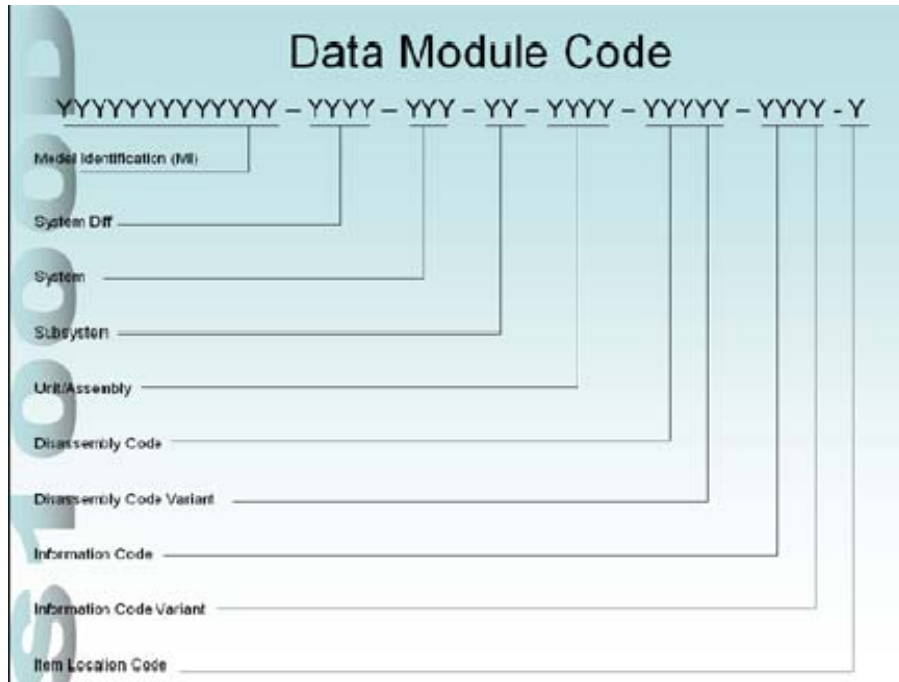 Data Module Code
YYYYYYYYYYYYYY – YYYY – YYY – YY – YYYY – YYYYY – YYYY - Y
Model Identification (MI)
System Diff
System
Subsystem
Unit/Assembly
Disassembly Code
Disassembly Code Variant
Information Code
Information Code Variant
Item Location Code
S1000D